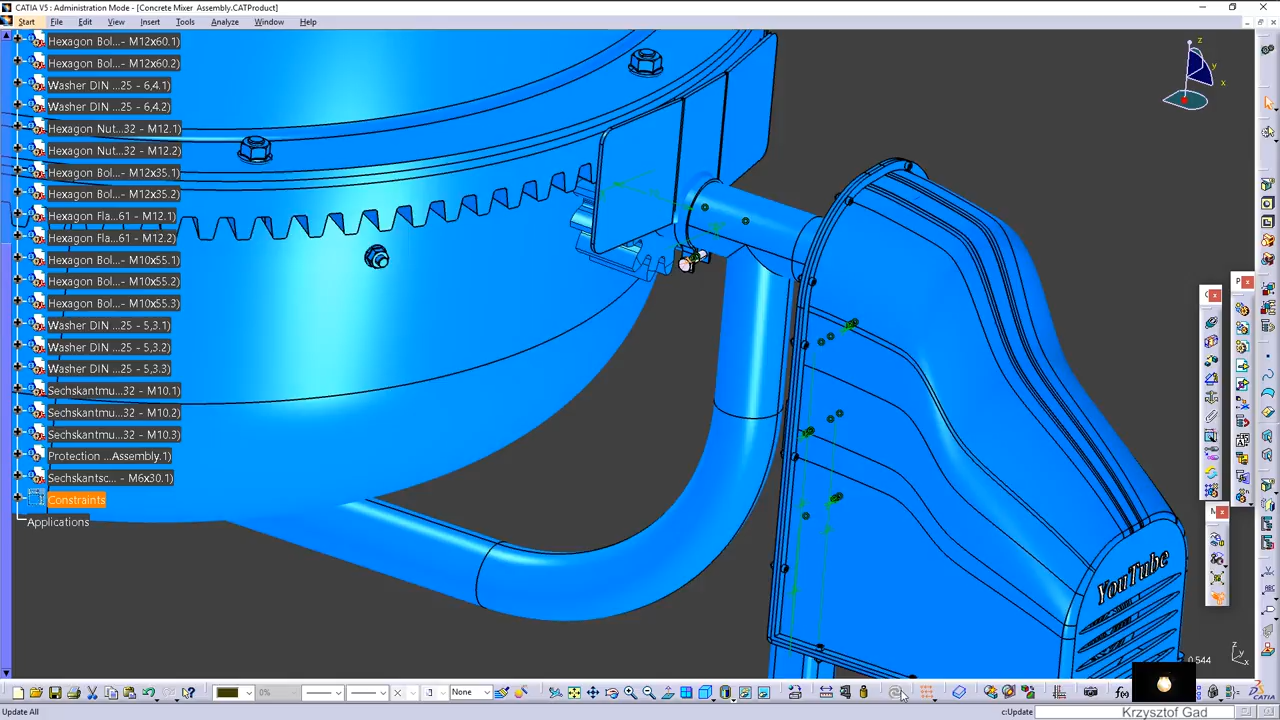 CATIA V5 : Administration Mode - [Concrete Mixer Assembly.CATProduct]
Start File Edit View Insert Tools Analyze Window Help
Hexagon Bol...- M12x60.1)
Hexagon Bol...- M12x60.2)
Washer DIN ...25 - 6,4.1)
Washer DIN ...25 - 6,4.2)
Hexagon Nut...32 - M12.1)
Hexagon Nut...32 - M12.2)
Hexagon Bol...- M12x35.1)
Hexagon Bol...- M12x35.2)
Hexagon Fla...61 - M12.1)
Hexagon Fla...61 - M12.2)
Hexagon Bol...- M10x55.1)
Hexagon Bol...- M10x55.2)
Hexagon Bol...- M10x55.3)
Washer DIN ...25 - 5,3.1)
Washer DIN ...25 - 5,3.2)
Washer DIN ...25 - 5,3.3)
Sechskantmu...32 - M10.1)
Sechskantmu...32 - M10.2)
Sechskantmu...32 - M10.3)
Protection ...Assembly.1)
Sechskantsc... - M6x30.1)
Constraints
Applications
z
y
x
YouTube
0.544
z
y
x
0%
None
Update All
c:Update
Krzysztof Gad
CATIA